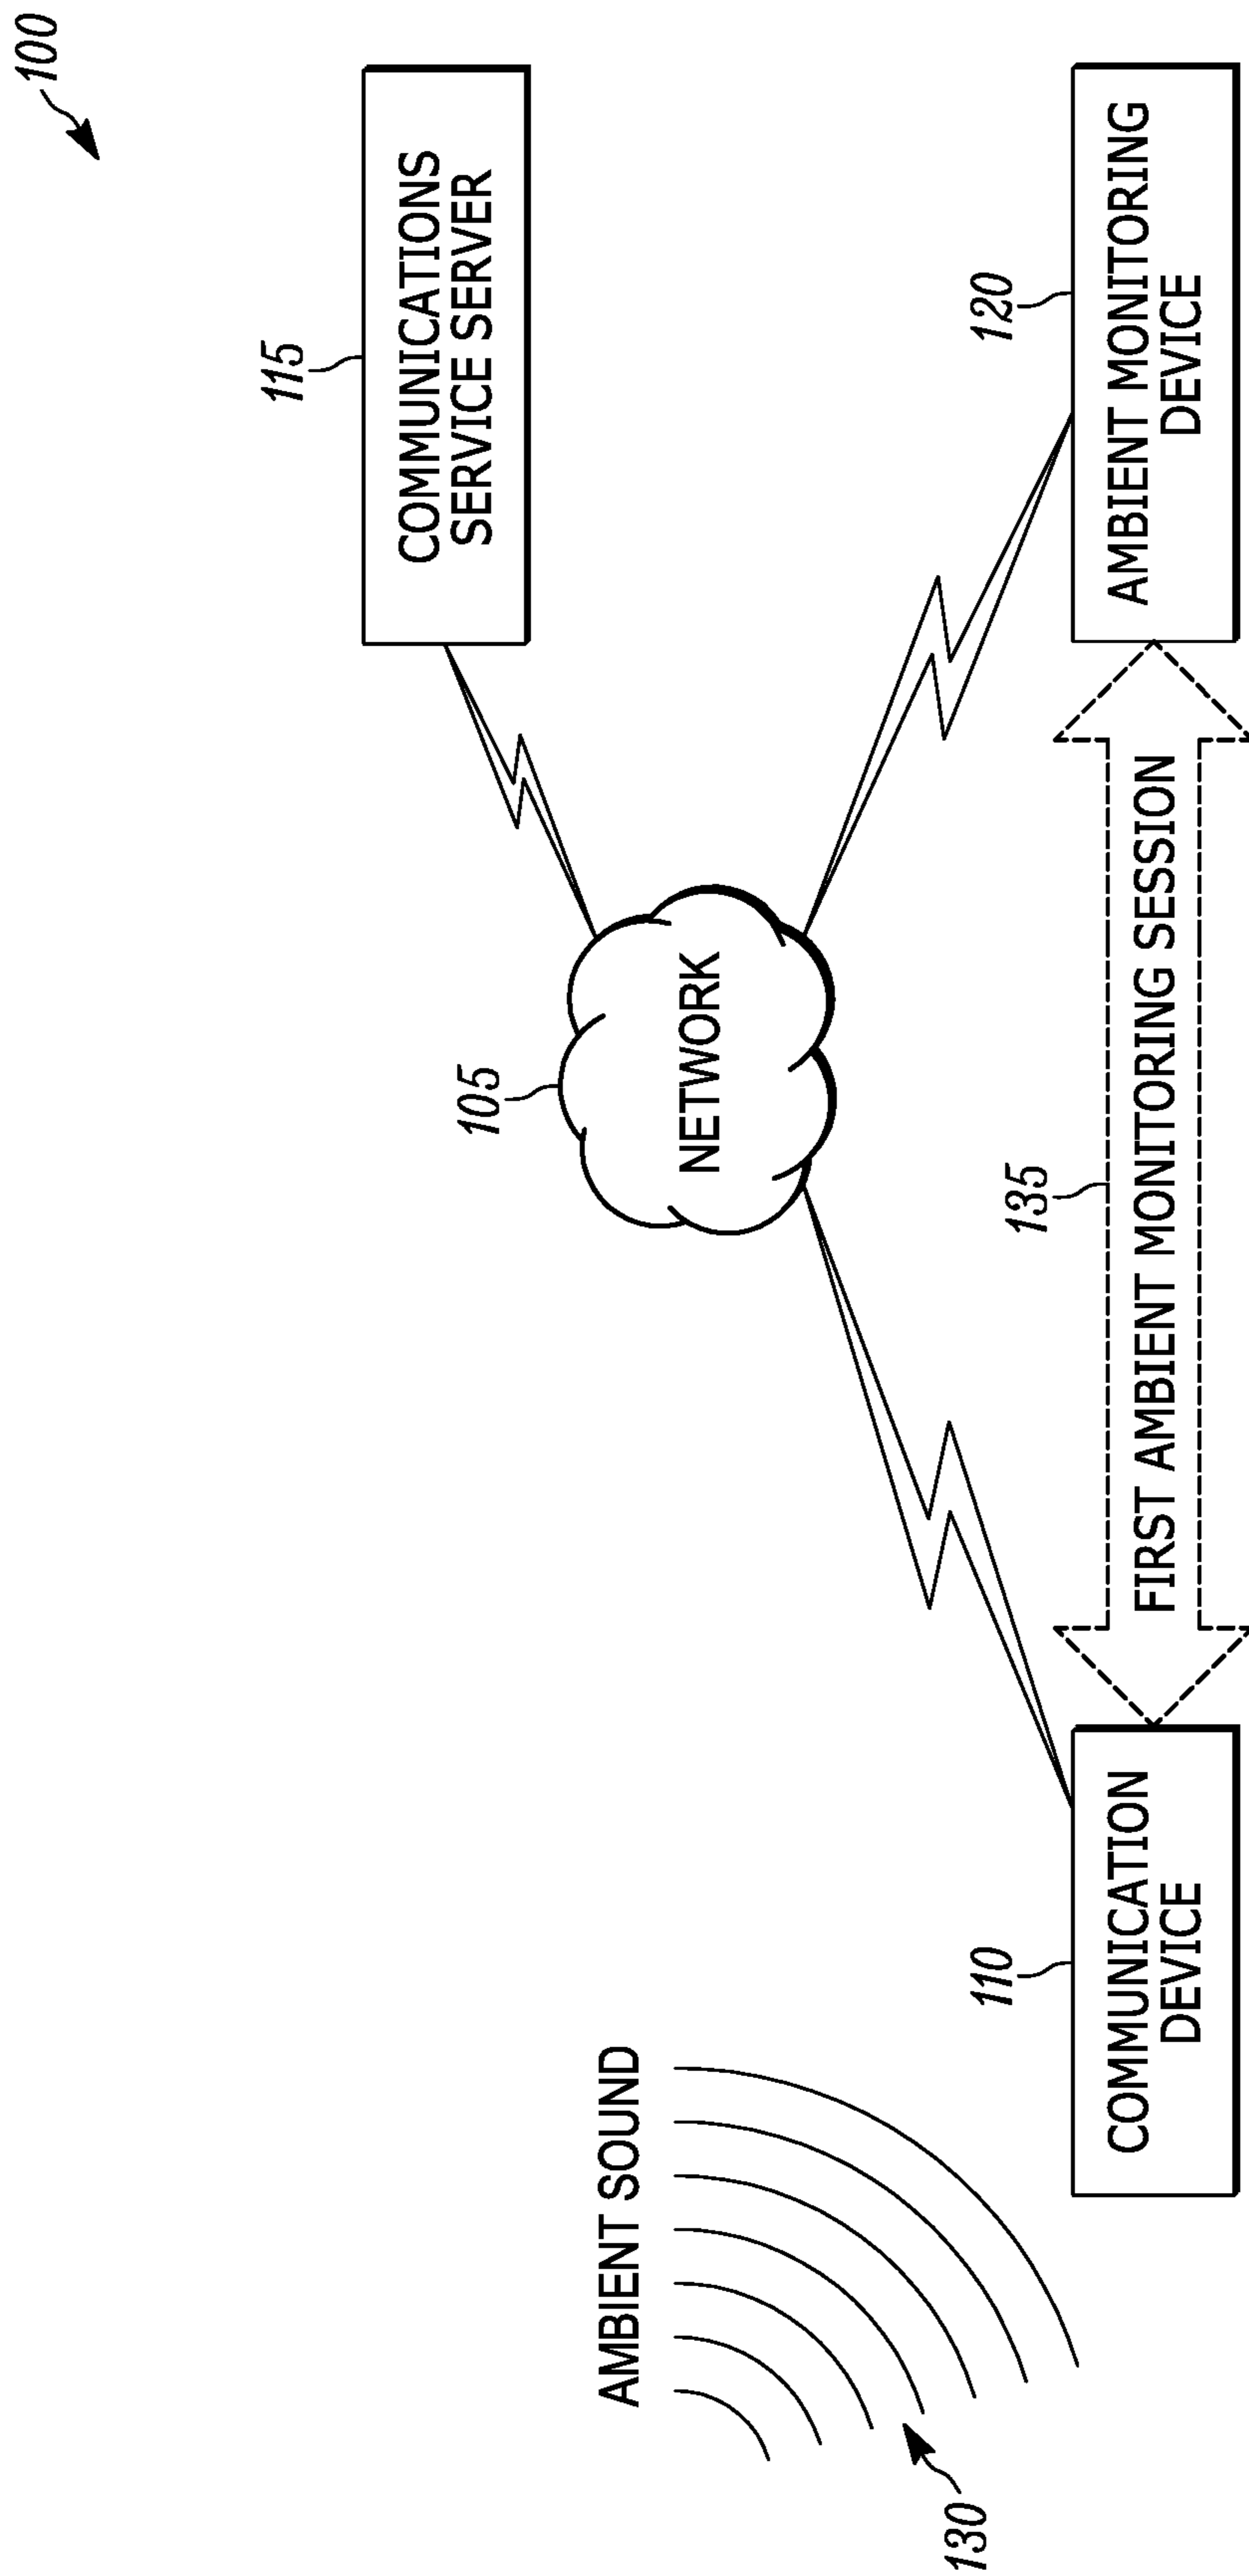 100
115
COMMUNICATIONS
SERVICE SERVER
105
NETWORK
AMBIENT SOUND
130
110
COMMUNICATION
DEVICE
135
FIRST AMBIENT MONITORING SESSION
120
AMBIENT MONITORING
DEVICE